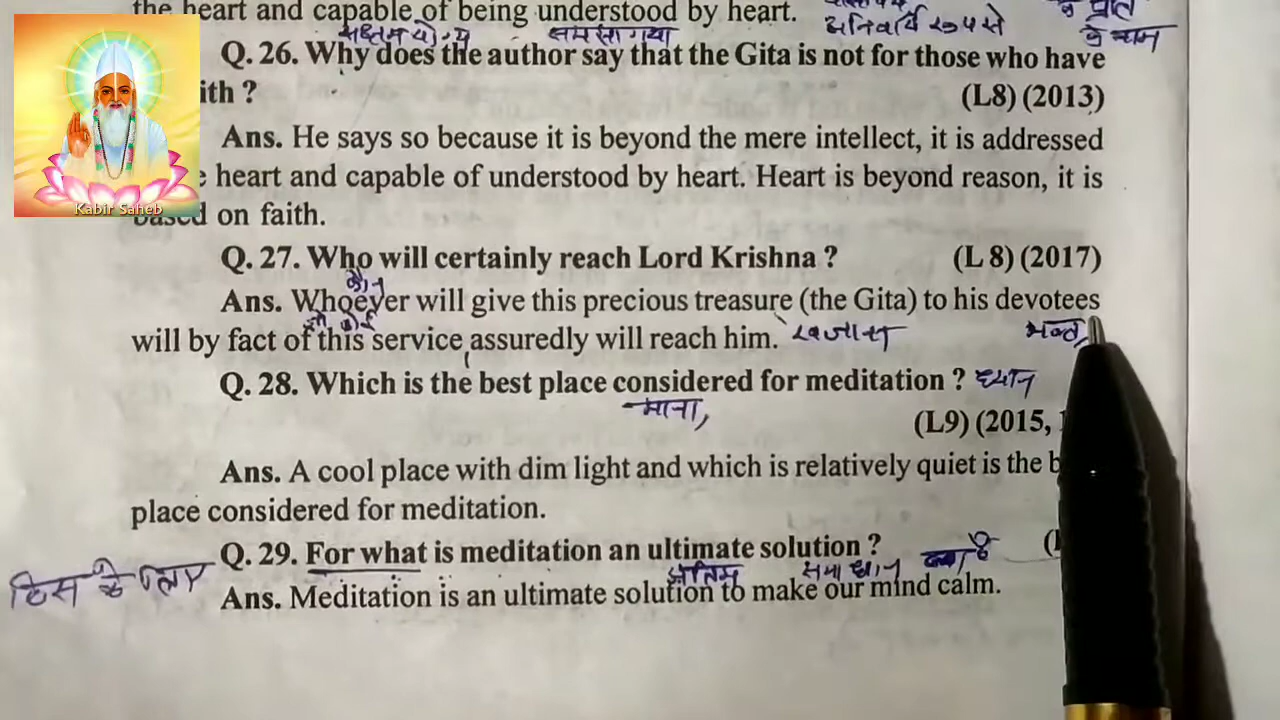 the heart and capable of being understood by heart.
अनिवार्य रूप से
समझा गया
Q. 26. Why does the author say that the Gita is not for those who have
ith ? (L8) (2013)
Ans. He says so because it is beyond the mere intellect, it is addressed
e heart and capable of understood by heart. Heart is beyond reason, it is
based on faith.
Kabir Saheb
Q. 27. Who will certainly reach Lord Krishna ? (L 8) (2017)
कौन
Ans. Whoever will give this precious treasure (the Gita) to his devotees
जो कोई
will by fact of this service assuredly will reach him. खजाना भक्त,
Q. 28. Which is the best place considered for meditation ? ध्यान
माना,
(L9) (2015,
Ans. A cool place with dim light and which is relatively quiet is the b
place considered for meditation.
Q. 29. For what is meditation an ultimate solution ? (
किस के लिए अंतिम समाधान क्या है
Ans. Meditation is an ultimate solution to make our mind calm.